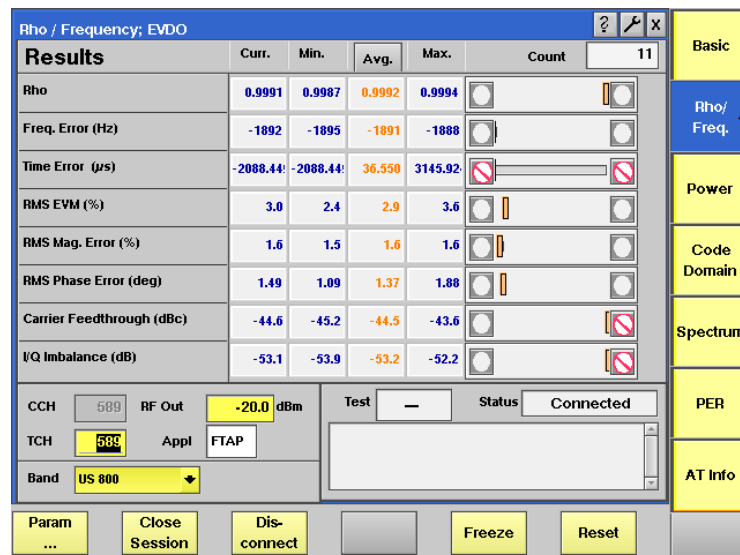 Rho / Frequency; EVDO ? x
Results Curr. Min. Avg. Max. Count 11
Rho 0.9991 0.9987 0.9992 0.9994
Freq. Error (Hz) -1892 -1895 -1891 -1888
Time Error (µs) -2088.44 -2088.44 36.550 3145.92
RMS EVM (%) 3.0 2.4 2.9 3.6
RMS Mag. Error (%) 1.6 1.5 1.6 1.6
RMS Phase Error (deg) 1.49 1.09 1.37 1.88
Carrier Feedthrough (dBc) -44.6 -45.2 -44.5 -43.6
I/Q Imbalance (dB) -53.1 -53.9 -53.2 -52.2
CCH 589 RF Out -20.0 dBm Test — Status Connected
TCH 589 Appl FTAP
Band US 800
Param ...
Close Session
Dis-connect
Freeze
Reset
Basic
Rho/
Freq.
Power
Code
Domain
Spectrum
PER
AT Info